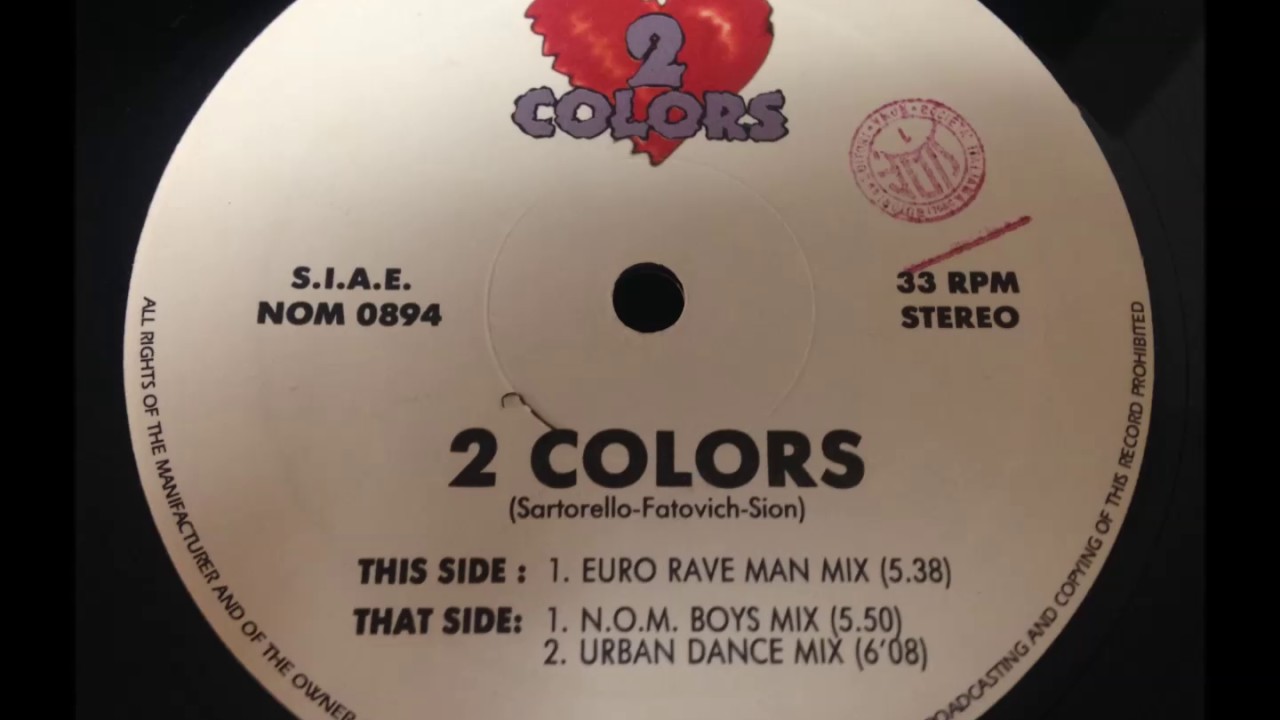 2
COLORS
S.I.A.E.
NOM 0894
33 RPM
STEREO
2 COLORS
(Sartorello-Fatovich-Sion)
THIS SIDE : 1. EURO RAVE MAN MIX (5.38)
THAT SIDE: 1. N.O.M. BOYS MIX (5.50)
2. URBAN DANCE MIX (6'08)
ALL RIGHTS OF THE MANIFACTURER AND OF THE OWNER
AND COPYING OF THIS RECORD PROHIBITED